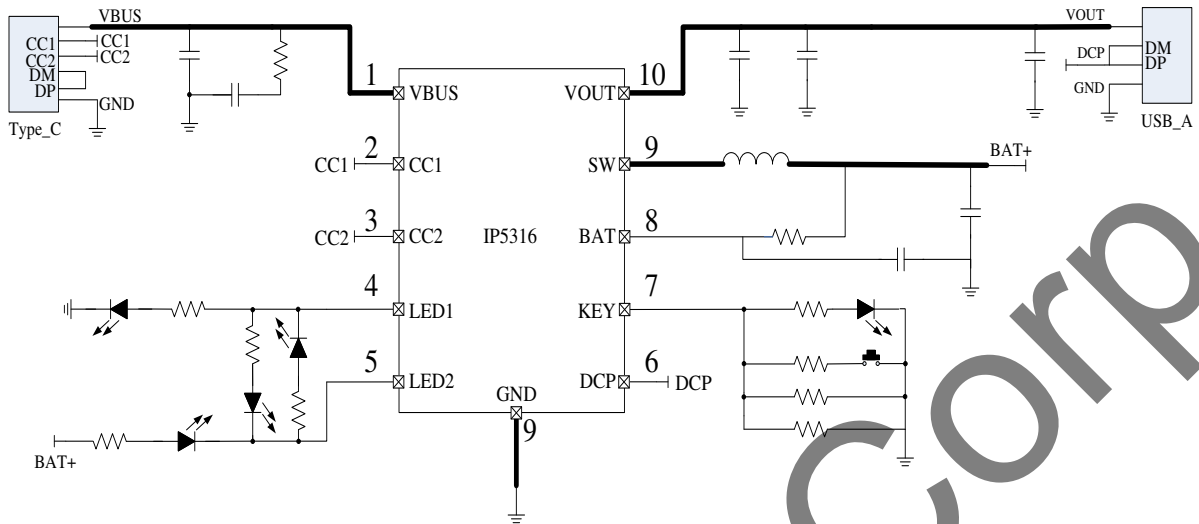 VBUS
VOUT
CC1
CC2
DM
DP
CC1
CC2
GND
Type_C
DCP
DM
DP
GND
USB_A
1
VBUS
10
VOUT
2
CC1
CC1
9
SW
BAT+
3
CC2
CC2
IP5316
8
BAT
4
LED1
7
KEY
5
LED2
6
DCP
DCP
GND
9
BAT+
Corp